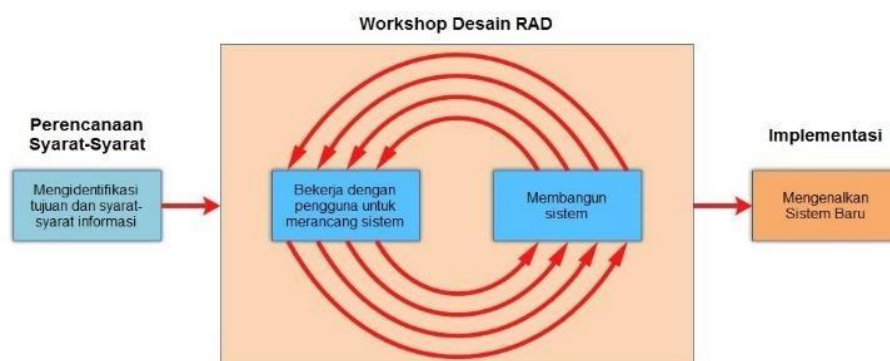 Workshop Desain RAD
Perencanaan
Syarat-Syarat
Mengidentifikasi
tujuan dan syarat-
syarat informasi
Bekerja dengan
pengguna untuk
merancang sistem
Membangun
sistem
Implementasi
Mengenalkan
Sistem Baru